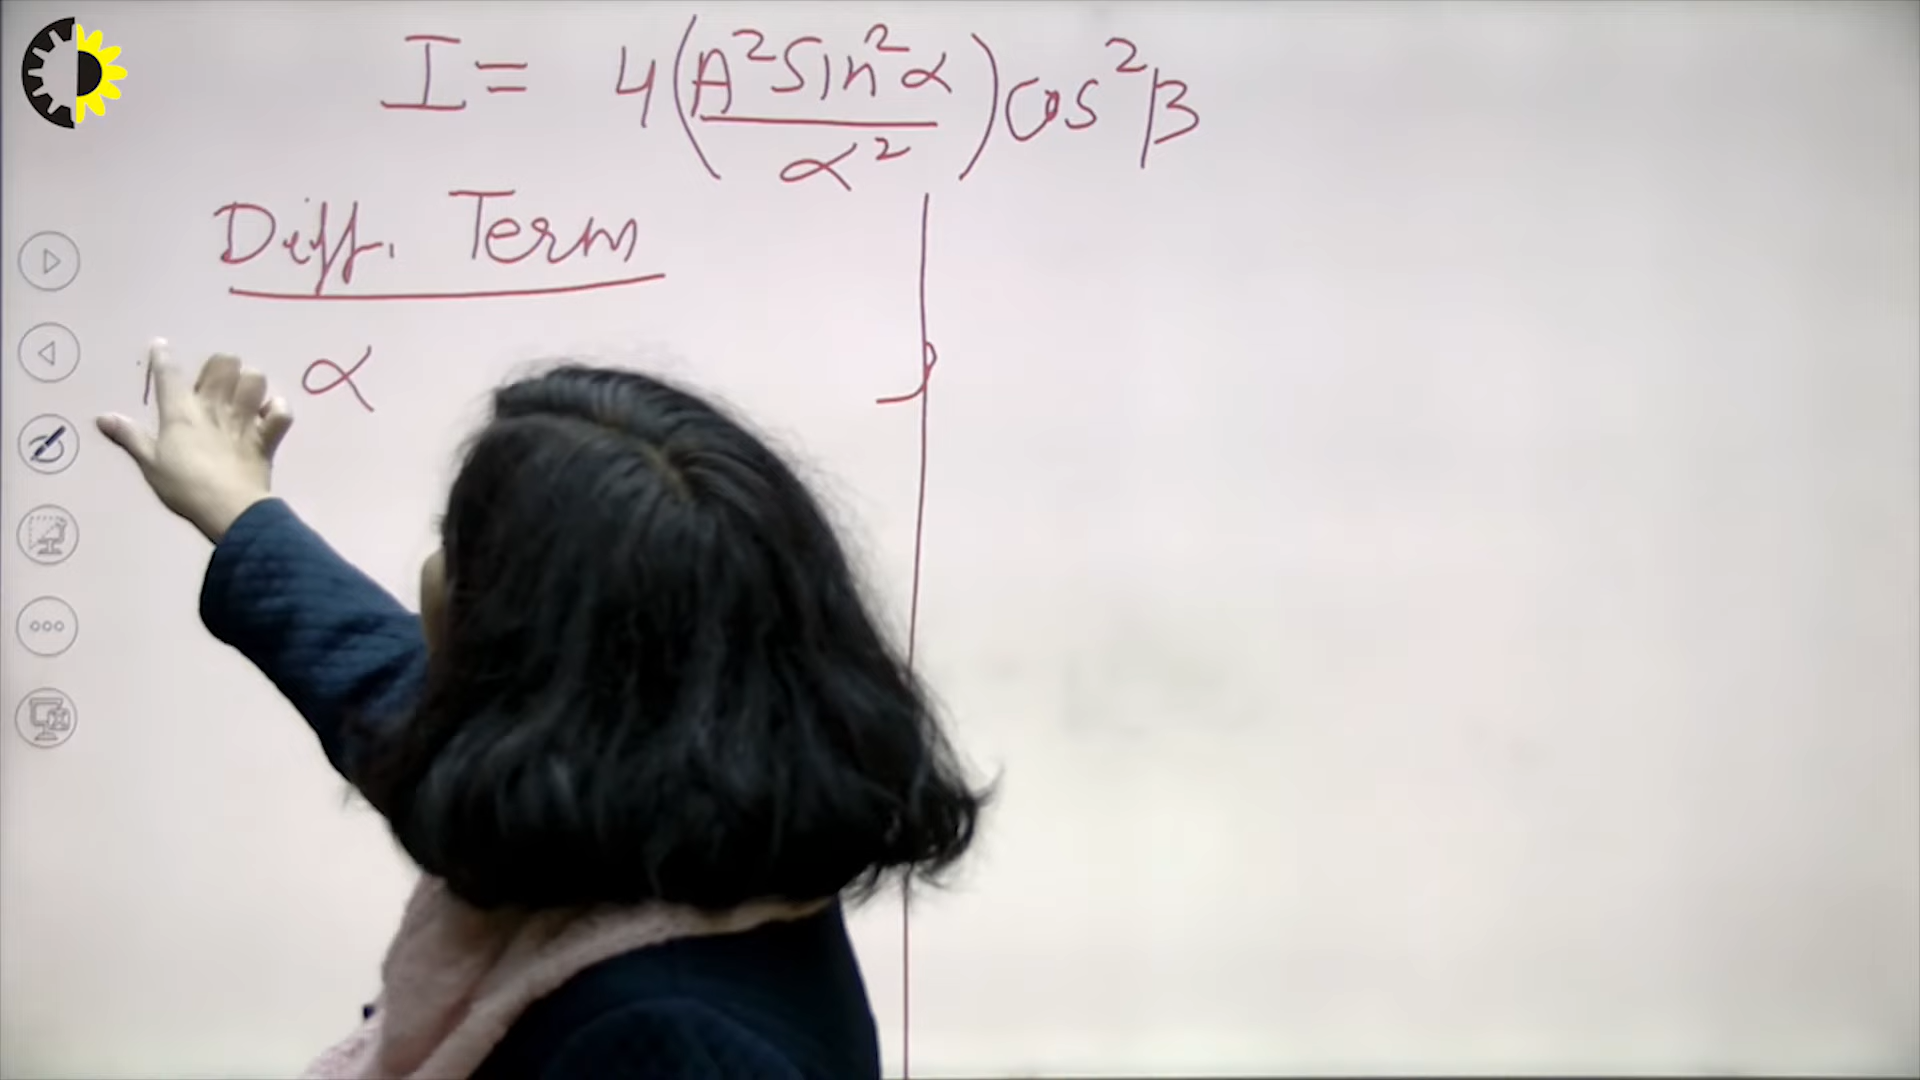 I = 4(A²Sin²α/α²)cos²β
Diff. Term
α